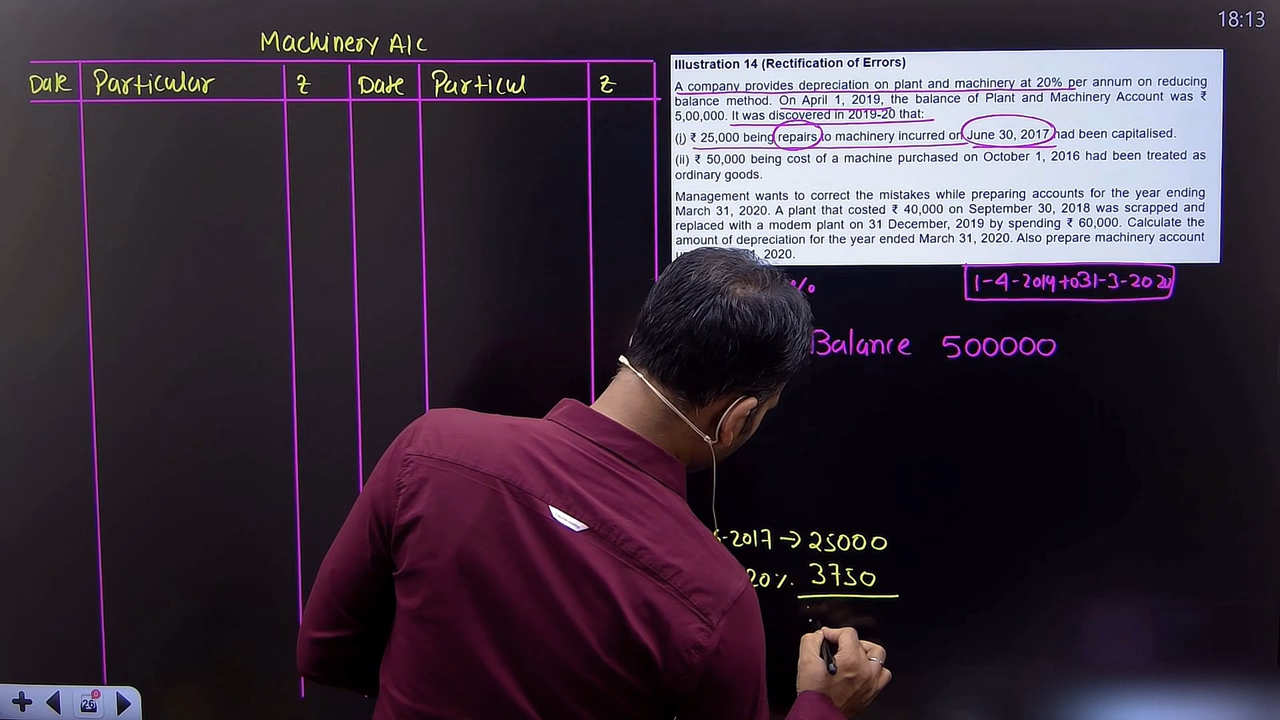 18:13
Machinery A/c
Date Particular ₹ Date Particul ₹
Illustration 14 (Rectification of Errors)
A company provides depreciation on plant and machinery at 20% per annum on reducing
balance method. On April 1, 2019, the balance of Plant and Machinery Account was ₹
5,00,000. It was discovered in 2019-20 that:
(i) ₹ 25,000 being repairs to machinery incurred on June 30, 2017 had been capitalised.
(ii) ₹ 50,000 being cost of a machine purchased on October 1, 2016 had been treated as
ordinary goods.
Management wants to correct the mistakes while preparing accounts for the year ending
March 31, 2020. A plant that costed ₹ 40,000 on September 30, 2018 was scrapped and
replaced with a modem plant on 31 December, 2019 by spending ₹ 60,000. Calculate the
amount of depreciation for the year ended March 31, 2020. Also prepare machinery account
1, 2020.
% 1-4-2019 to 31-3-2020
Balance 500000
-2017 → 25000
20%. 3750
26